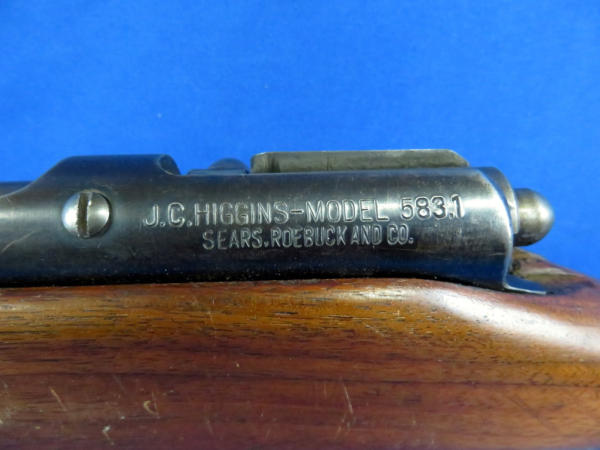 J.C.HIGGINS-MODEL 583.1
SEARS.ROEBUCK AND CO.